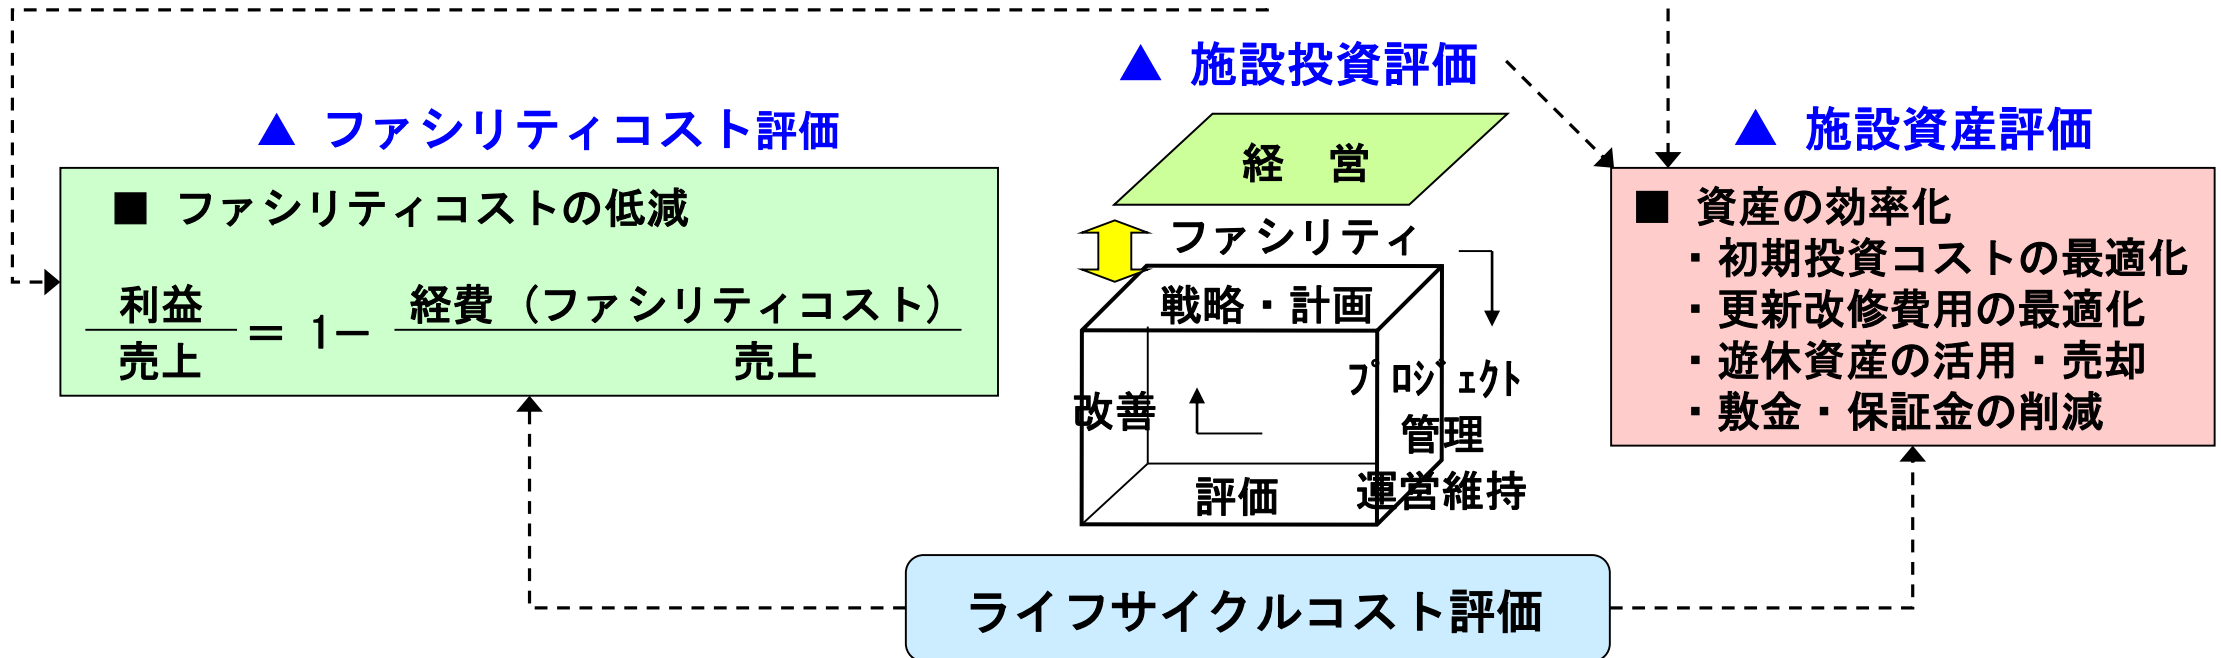 ▲ 施設投資評価
▲ ファシリティコスト評価
▲ 施設資産評価
■ ファシリティコストの低減
利益
売上
= 1−
経費（ファシリティコスト）
売上
経 営
ファシリティ
戦略・計画
改善
プロジェクト
管理
運営維持
評価
■ 資産の効率化
・初期投資コストの最適化
・更新改修費用の最適化
・遊休資産の活用・売却
・敷金・保証金の削減
ライフサイクルコスト評価